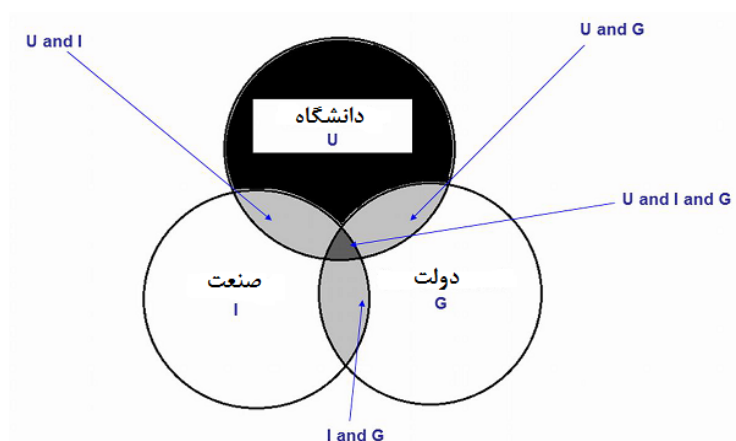 U and I
U and G
دانشگاه
U
U and I and G
صنعت
I
دولت
G
I and G